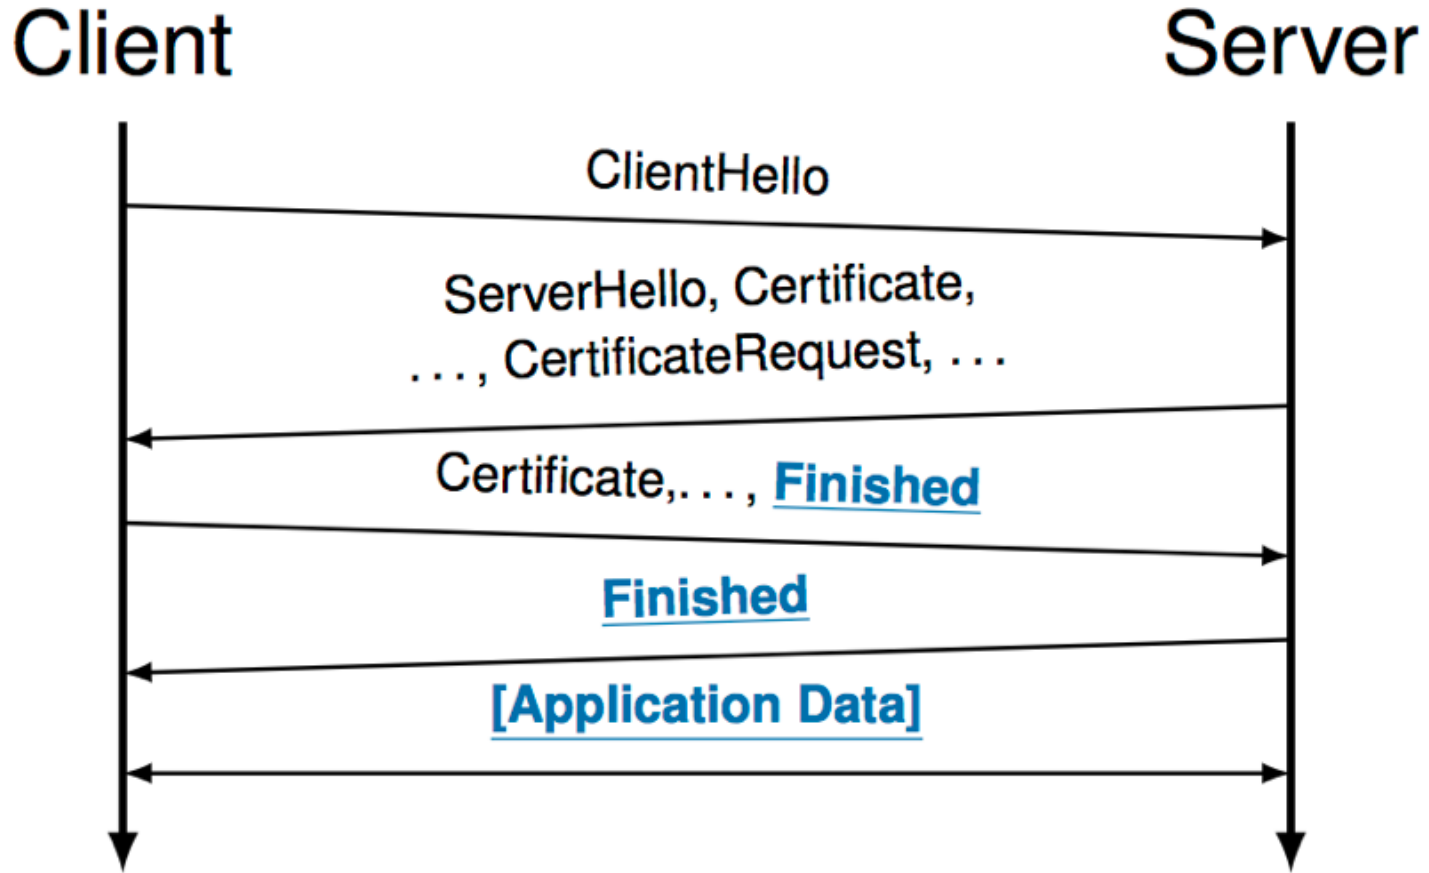 Client
Server
ClientHello
ServerHello, Certificate,
..., CertificateRequest, ...
Certificate,..., Finished
Finished
[Application Data]